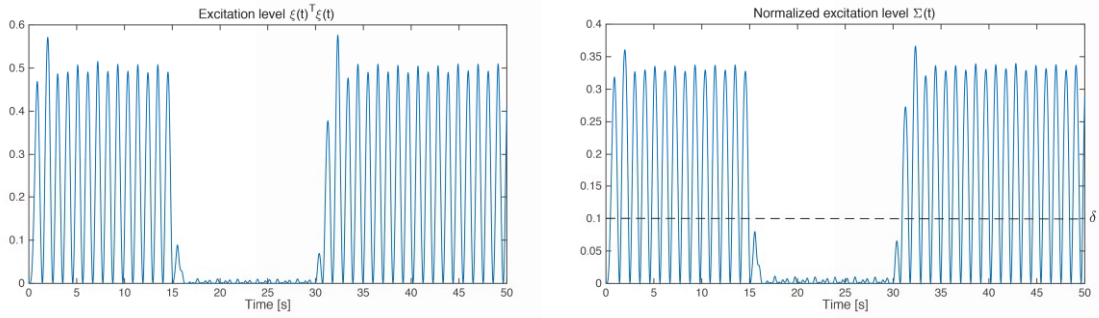 Excitation level ξ(t)ᵀξ(t)
0.6
0.5
0.4
0.3
0.2
0.1
0
0 5 10 15 20 25 30 35 40 45 50
Time [s]
Normalized excitation level Σ(t)
0.4
0.35
0.3
0.25
0.2
0.15
0.1
0.05
0
δ
0 5 10 15 20 25 30 35 40 45 50
Time [s]